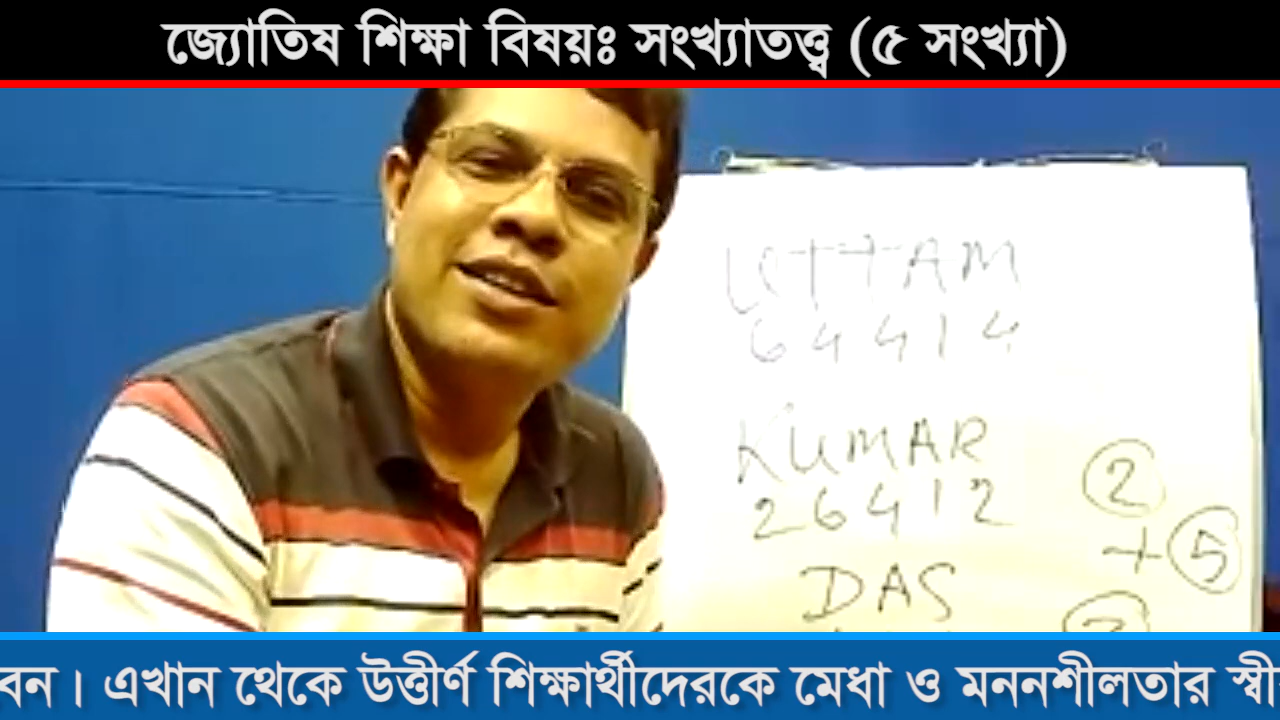 জ্যোতিষ শিক্ষা বিষয়ঃ সংখ্যাতত্ত্ব (৫ সংখ্যা)
UTTAM
64414
KUMAR
26412
2
+ 5
DAS
বন। এখান থেকে উত্তীর্ণ শিক্ষার্থীদেরকে মেধা ও মননশীলতার